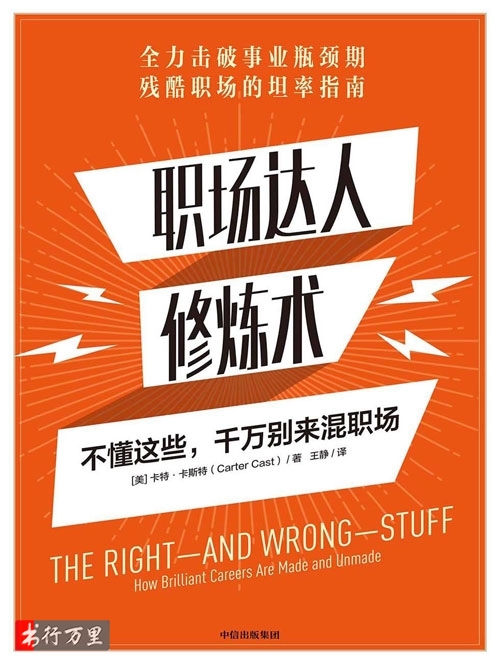 全力击破事业瓶颈期
残酷职场的坦率指南
职场达人
修炼术
不懂这些，千万别来混职场
[美] 卡特·卡斯特（Carter Cast）/ 著 王静 / 译
THE RIGHT—AND WRONG—STUFF
How Brilliant Careers Are Made and Unmade
书行万里
中信出版集团